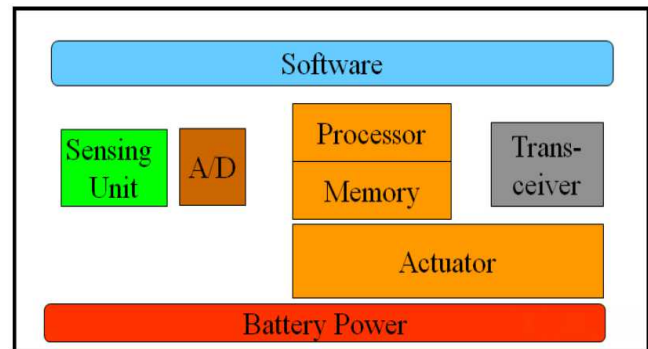 Software
Sensing
Unit
A/D
Processor
Memory
Trans-
ceiver
Actuator
Battery Power